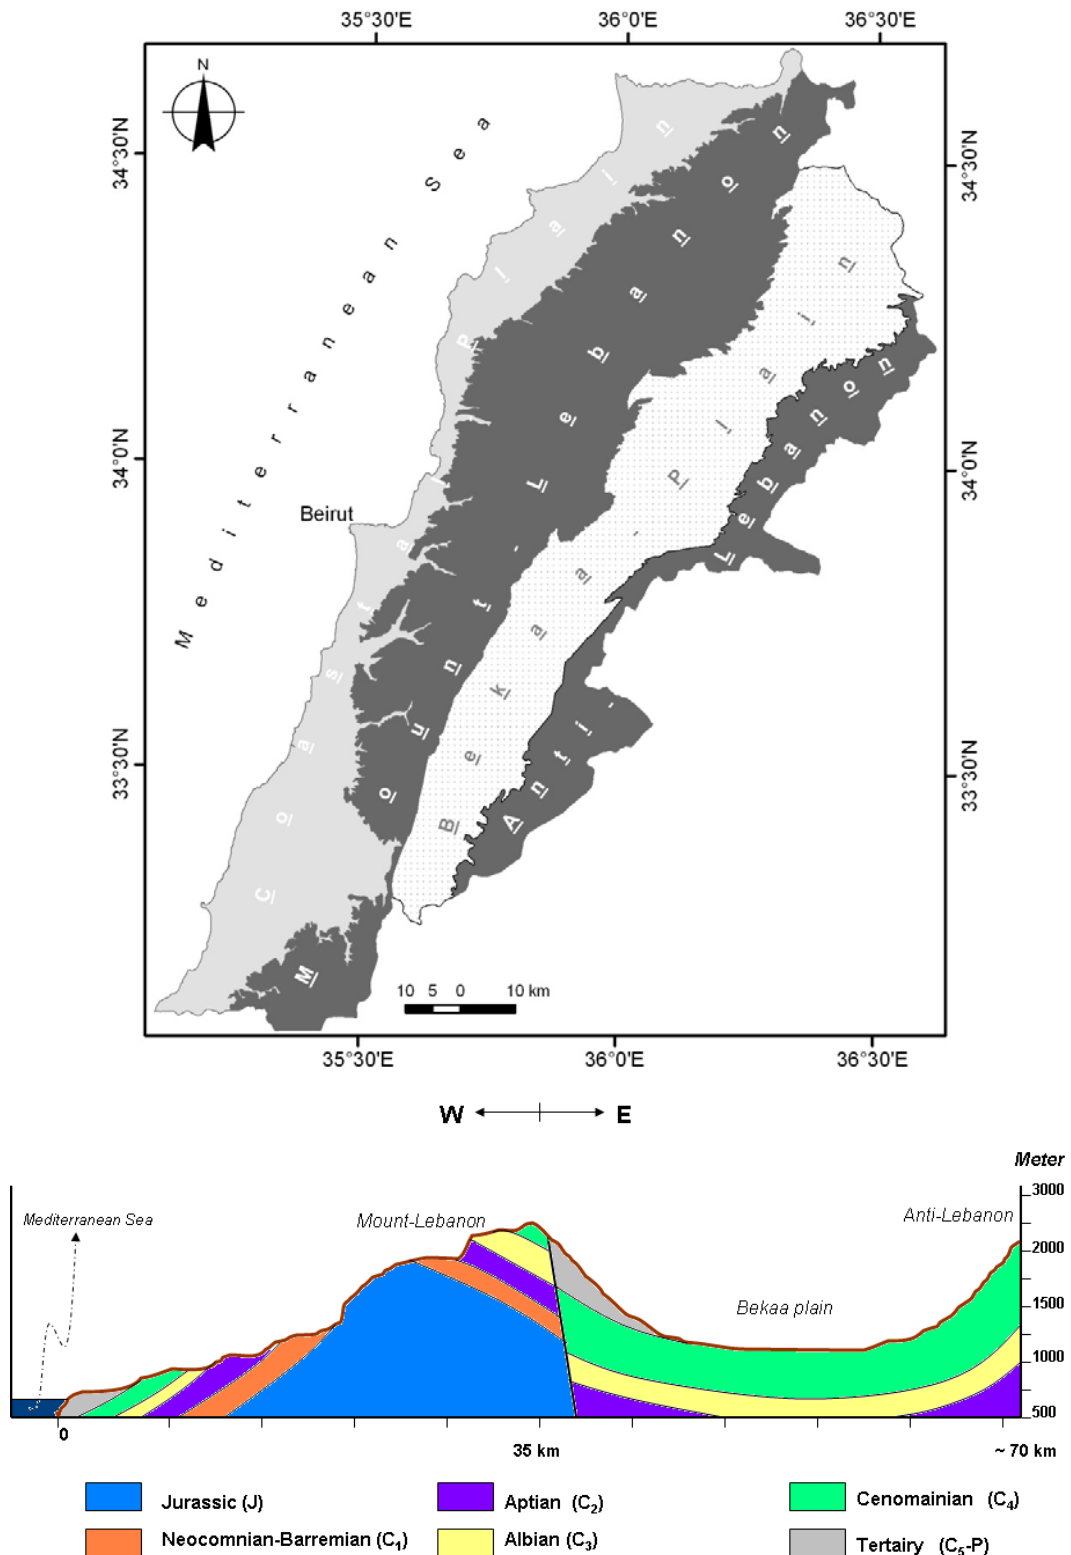 35°30'E 36°0'E 36°30'E
N
34°30'N
34°30'N
Mediterranean Sea
Coastal Plain
Mount-Lebanon
Bekaa-Plain
Anti-Lebanon
34°0'N
34°0'N
Beirut
33°30'N
33°30'N
10 5 0 10 km
35°30'E 36°0'E 36°30'E
W E
Meter
Mediterranean Sea Mount-Lebanon Anti-Lebanon
3000
2000
Bekaa plain
1500
1000
500
0 35 km ~ 70 km
Jurassic (J) Aptian (C₂) Cenomainian (C₄)
Neocomnian-Barremian (C₁) Albian (C₃) Tertairy (C₅-P)